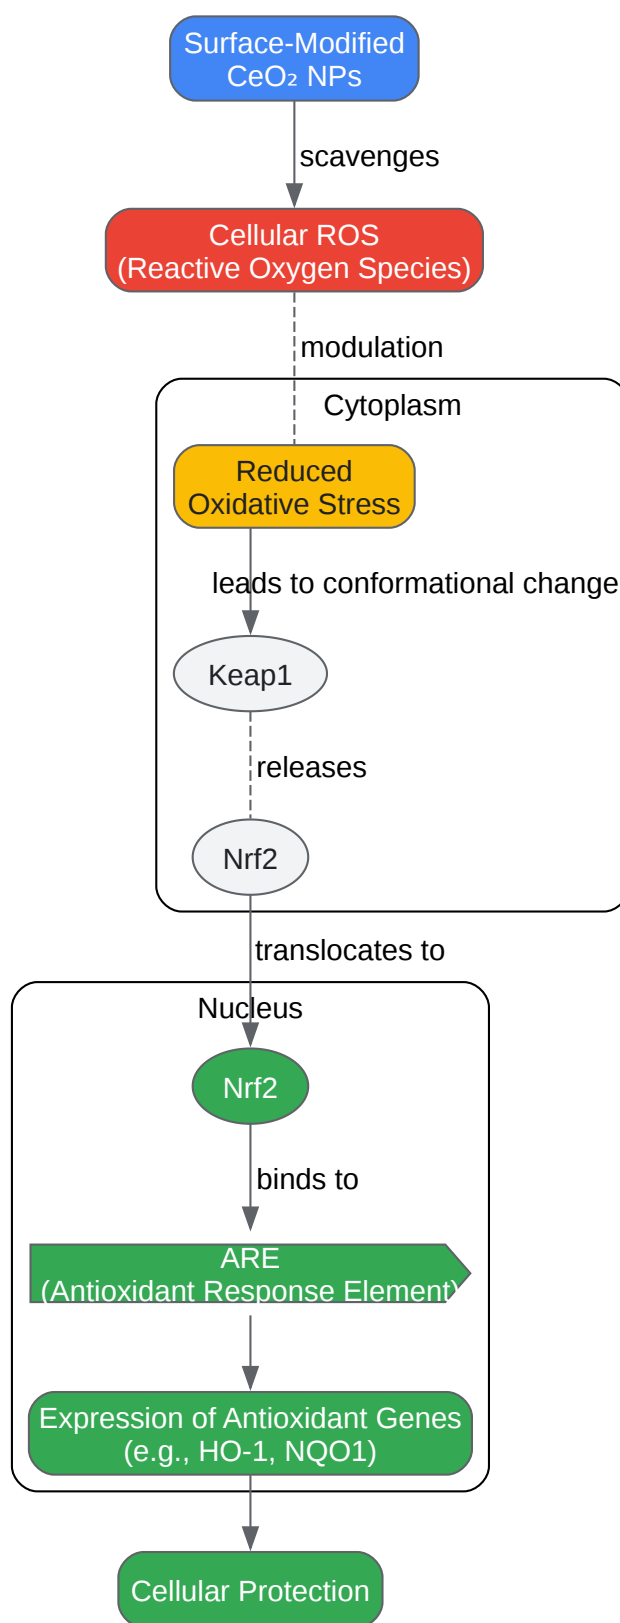 Surface-Modified
CeO₂ NPs
scavenges
Cellular ROS
(Reactive Oxygen Species)
modulation
Cytoplasm
Reduced
Oxidative Stress
leads to conformational change
Keap1
releases
Nrf2
translocates to
Nucleus
Nrf2
binds to
ARE
(Antioxidant Response Element)
Expression of Antioxidant Genes
(e.g., HO-1, NQO1)
Cellular Protection